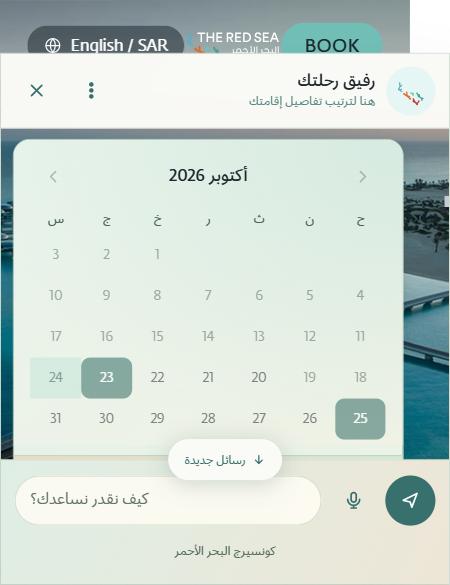 English / SAR
THE RED SEA
البحر الأحمر
BOOK
رفيق رحلتك
هنا لترتيب تفاصيل إقامتك
أكتوبر 2026
ح ن ث ر خ ج س
1 2 3
4 5 6 7 8 9 10
11 12 13 14 15 16 17
18 19 20 21 22 23 24
25 26 27 28 29 30 31
رسائل جديدة
كيف نقدر نساعدك؟
كونسيرج البحر الأحمر